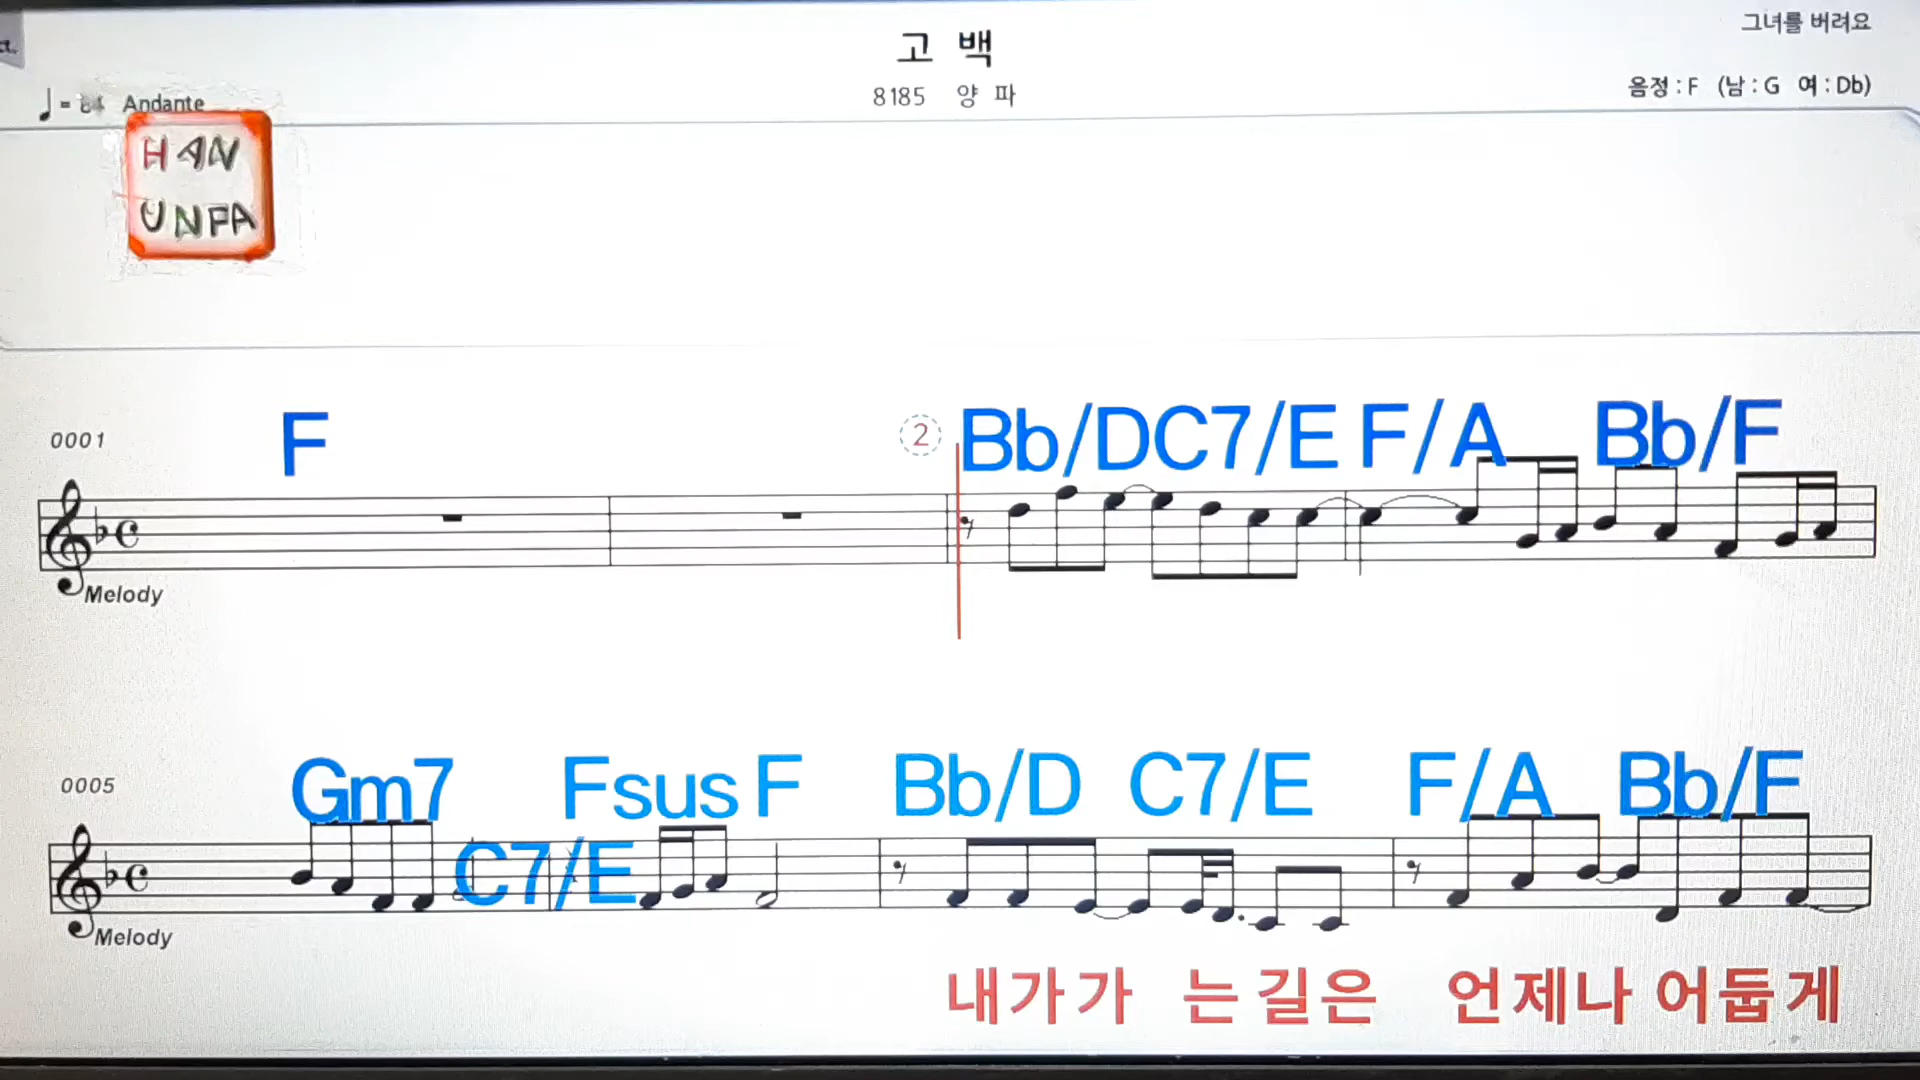 고 백
그녀를 버려요
8185 양 파
음정 : F (남 : G 여 : Db)
♩ = 84 Andante
HAN
UNFA
0001
F
2
Bb/D C7/E F/A Bb/F
Melody
0005
Gm7 C7/E Fsus F Bb/D C7/E F/A Bb/F
Melody
내가가 는길은 언제나 어둡게